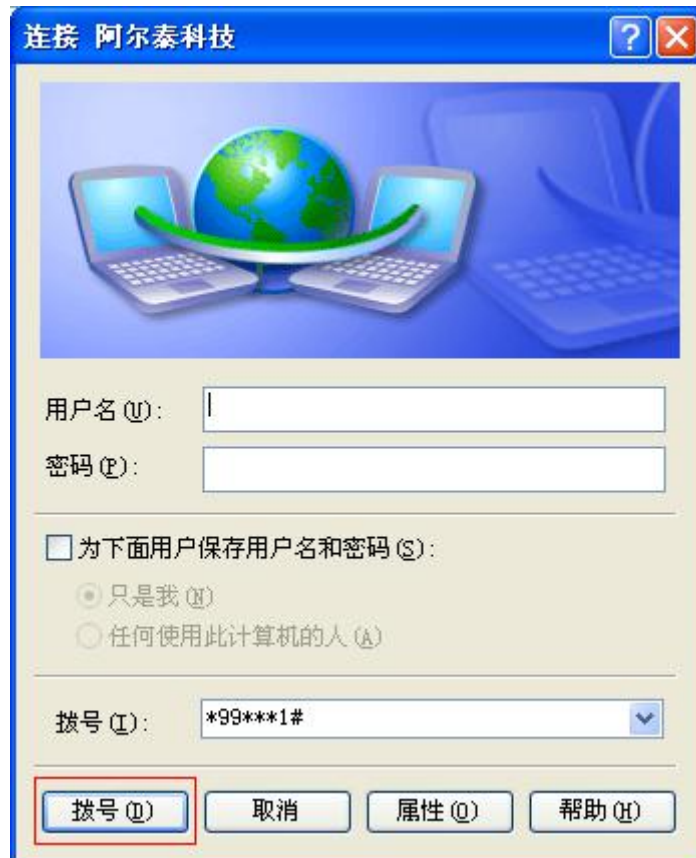 连接 阿尔泰科技
用户名(U):
密码(P):
为下面用户保存用户名和密码(S):
只是我(N)
任何使用此计算机的人(A)
拨号(I): *99***1#
拨号(D) 取消 属性(O) 帮助(H)